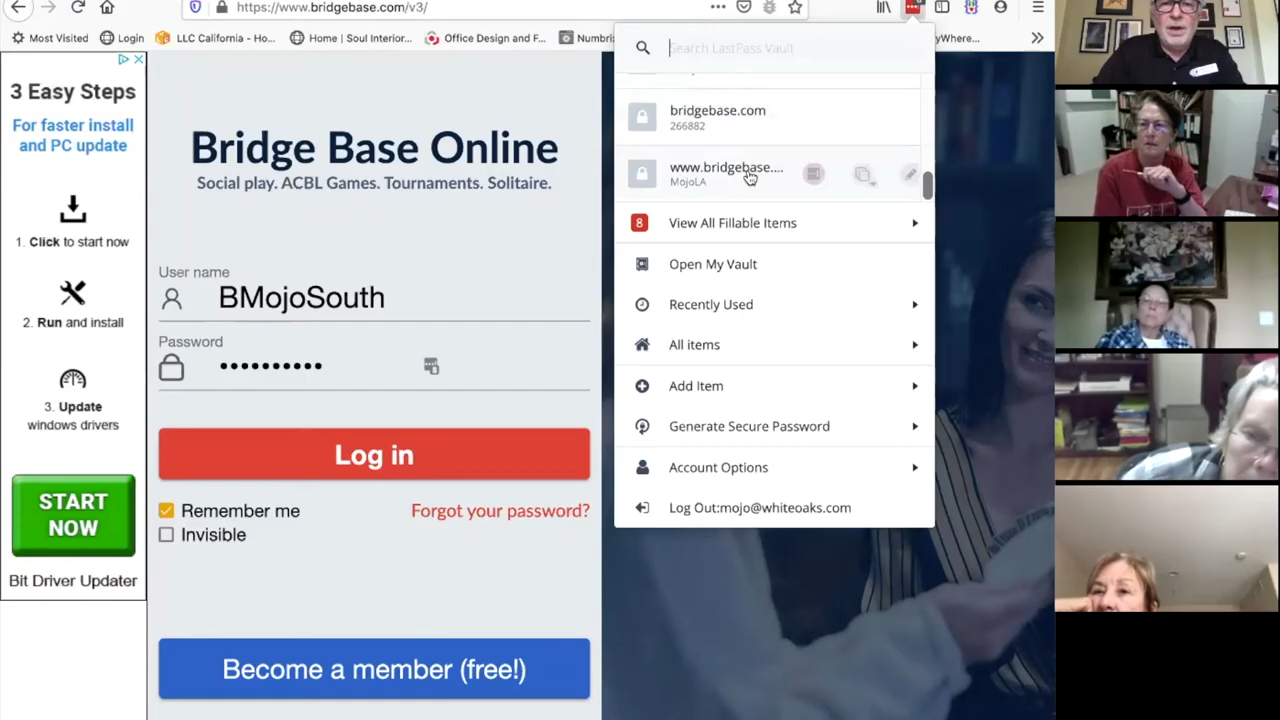 https://www.bridgebase.com/v3/
Most Visited
Login
LLC California - Ho...
Home | Soul Interior...
Office Design and F...
Numbri
yWhere...
3 Easy Steps
For faster install
and PC update
1. Click to start now
2. Run and install
3. Update
windows drivers
START
NOW
Bit Driver Updater
Bridge Base Online
Social play. ACBL Games. Tournaments. Solitaire.
User name
BMojoSouth
Password
••••••••••
Log in
Remember me
Forgot your password?
Invisible
Become a member (free!)
Search LastPass Vault
bridgebase.com
266882
www.bridgebase....
MojoLA
8 View All Fillable Items
Open My Vault
Recently Used
All items
Add Item
Generate Secure Password
Account Options
Log Out:mojo@whiteoaks.com